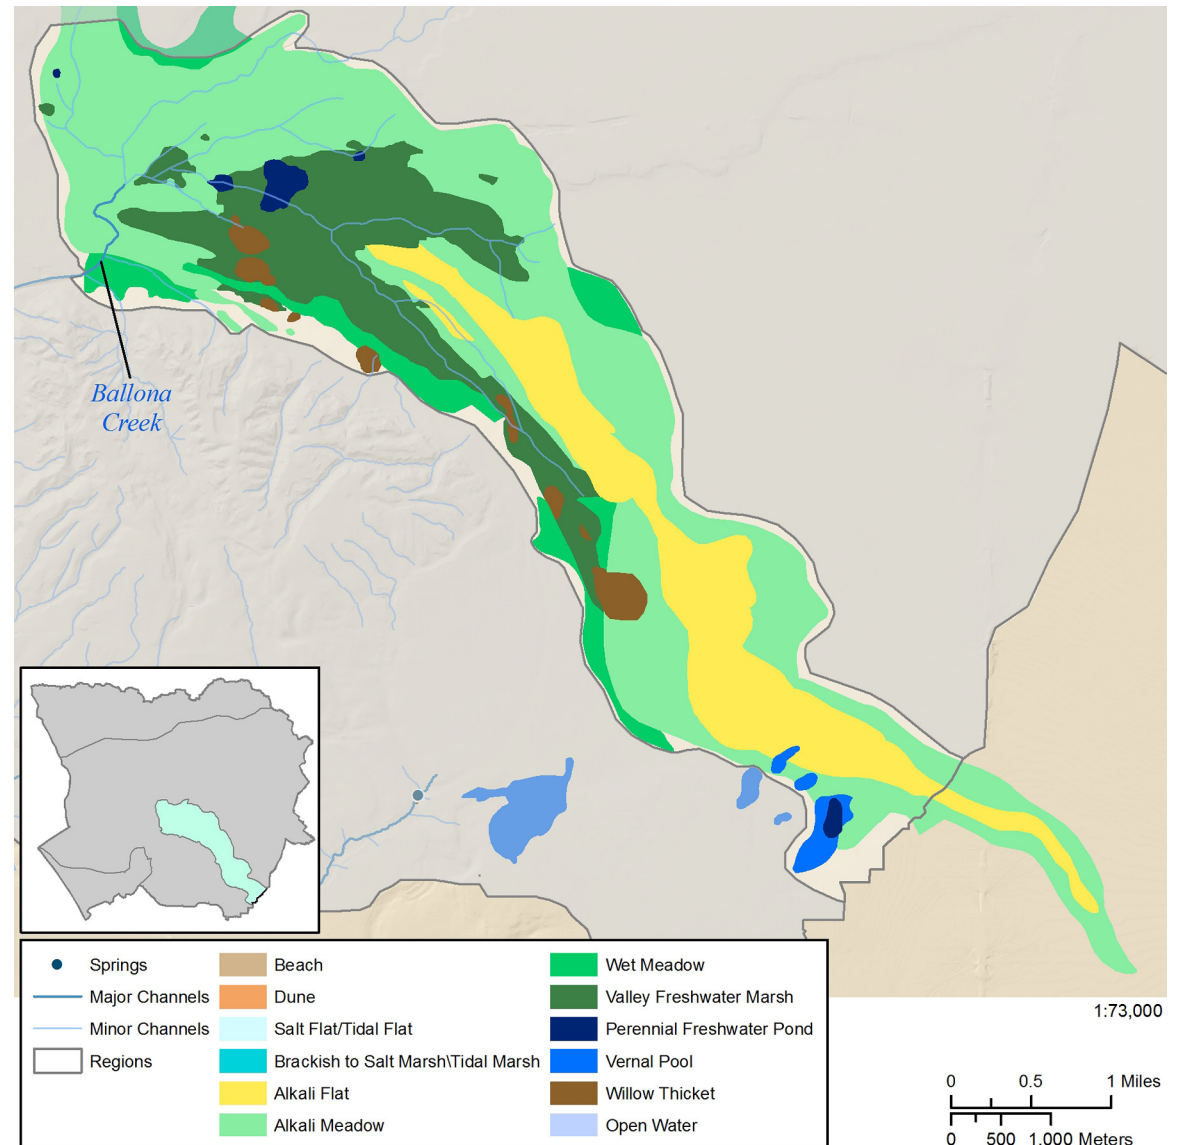 Ballona
Creek
1:73,000
Springs
Major Channels
Minor Channels
Regions
Beach
Dune
Salt Flat/Tidal Flat
Brackish to Salt Marsh\Tidal Marsh
Alkali Flat
Alkali Meadow
Wet Meadow
Valley Freshwater Marsh
Perennial Freshwater Pond
Vernal Pool
Willow Thicket
Open Water
0 0.5 1 Miles
0 500 1,000 Meters